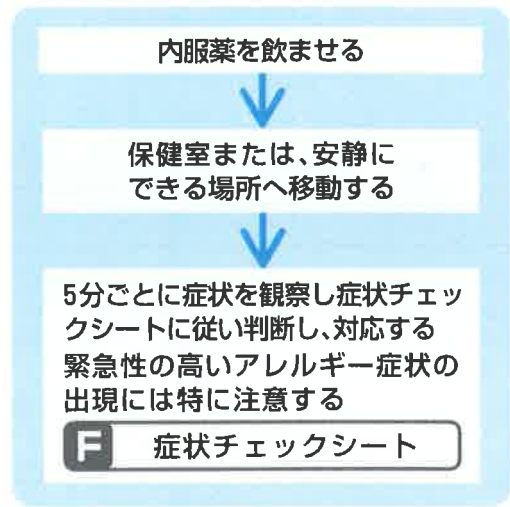 内服薬を飲ませる
保健室または、安静に
できる場所へ移動する
5分ごとに症状を観察し症状チェッ
クシートに従い判断し、対応する
緊急性の高いアレルギー症状の
出現には特に注意する
F 症状チェックシート